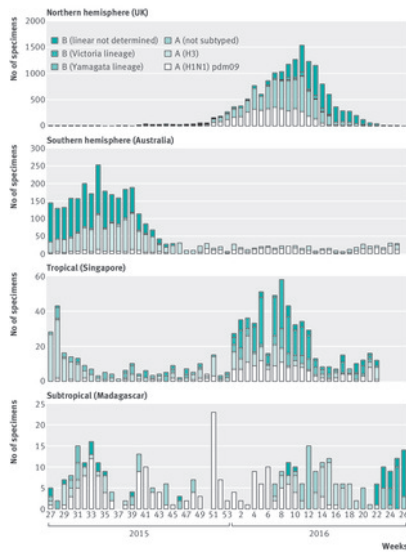 Northern hemisphere (UK)
No of specimens
2000
1500
1000
500
0
B (linear not determined)
B (Victoria lineage)
B (Yamagata lineage)
A (not subtyped)
A (H3)
A (H1N1) pdm09
Southern hemisphere (Australia)
No of specimens
300
250
200
150
100
50
0
Tropical (Singapore)
No of specimens
60
40
20
0
Subtropical (Madagascar)
No of specimens
25
20
15
10
5
0
27 29 31 33 35 37 39 41 43 45 47 49 51 53 2 4 6 8 10 12 14 16 18 20 22 24 26
2015 2016
Weeks